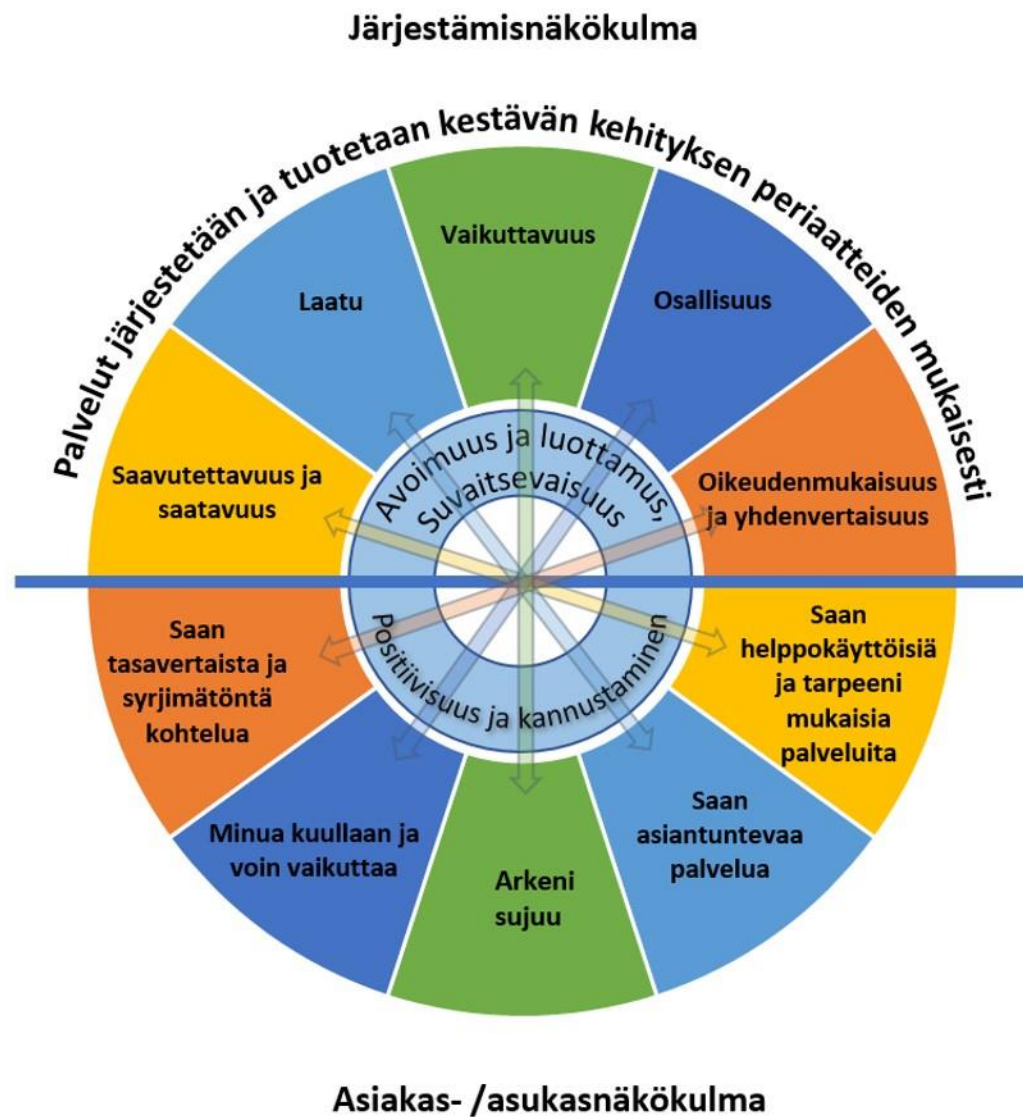 Järjestämisnäkökulma
Palvelut järjestetään ja tuotetaan kestävän kehityksen periaatteiden mukaisesti
Vaikuttavuus
Laatu
Osallisuus
Saavutettavuus ja
saatavuus
Oikeudenmukaisuus
ja yhdenvertaisuus
Avoimuus ja luottamus,
Suvaitsevaisuus
Positiivisuus ja kannustaminen
Saan
tasavertaista ja
syrjimätöntä
kohtelua
Saan
helppokäyttöisiä
ja tarpeeni
mukaisia
palveluita
Minua kuullaan ja
voin vaikuttaa
Saan
asiantuntevaa
palvelua
Arkeni
sujuu
Asiakas- /asukasnäkökulma